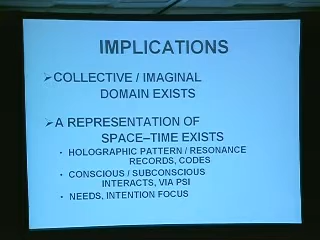 IMPLICATIONS
➢COLLECTIVE / IMAGINAL
DOMAIN EXISTS
➢A REPRESENTATION OF
SPACE–TIME EXISTS
• HOLOGRAPHIC PATTERN / RESONANCE
RECORDS, CODES
• CONSCIOUS / SUBCONSCIOUS
INTERACTS, VIA PSI
• NEEDS, INTENTION FOCUS